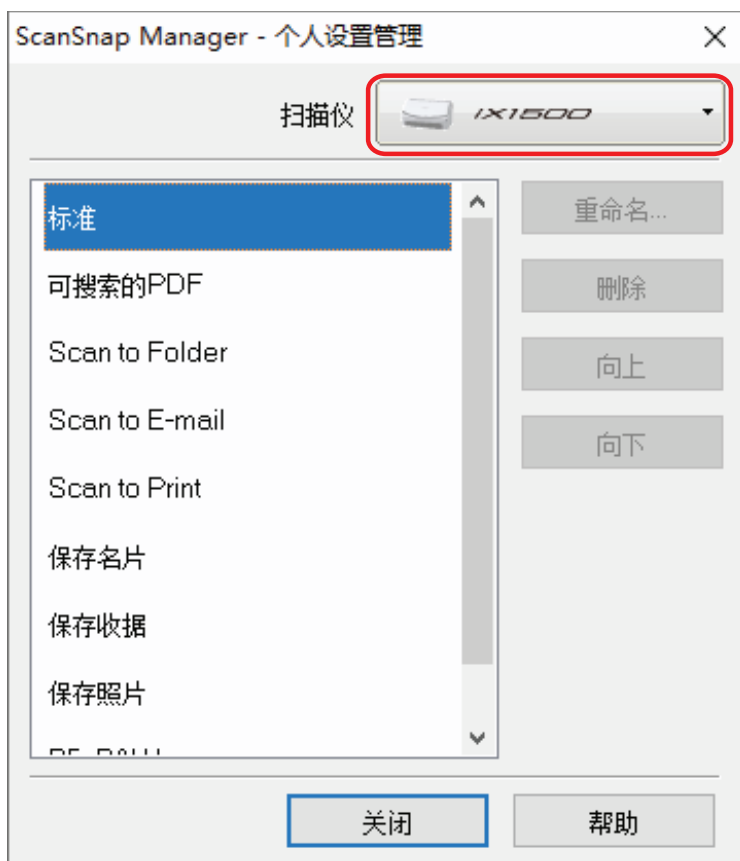 ScanSnap Manager - 个人设置管理
扫描仪
iX1500
标准
可搜索的PDF
Scan to Folder
Scan to E-mail
Scan to Print
保存名片
保存收据
保存照片
重命名...
删除
向上
向下
关闭
帮助